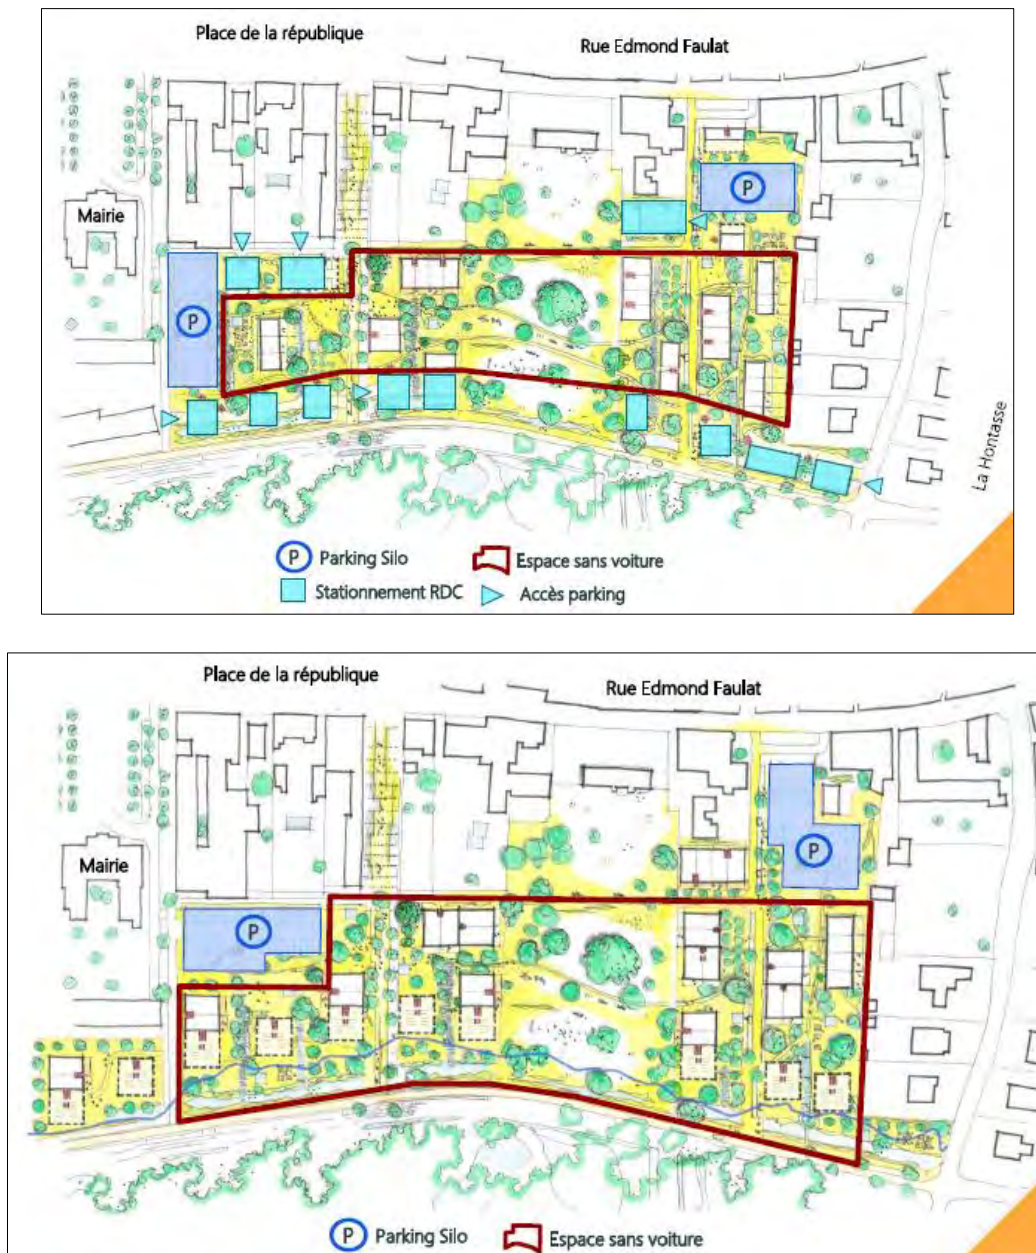 Place de la république
Rue Edmond Faulat
Mairie
P
P
La Hontasse
P Parking Silo
Espace sans voiture
Stationnement RDC
Accès parking
Place de la république
Rue Edmond Faulat
P
Mairie
P
P Parking Silo
Espace sans voiture